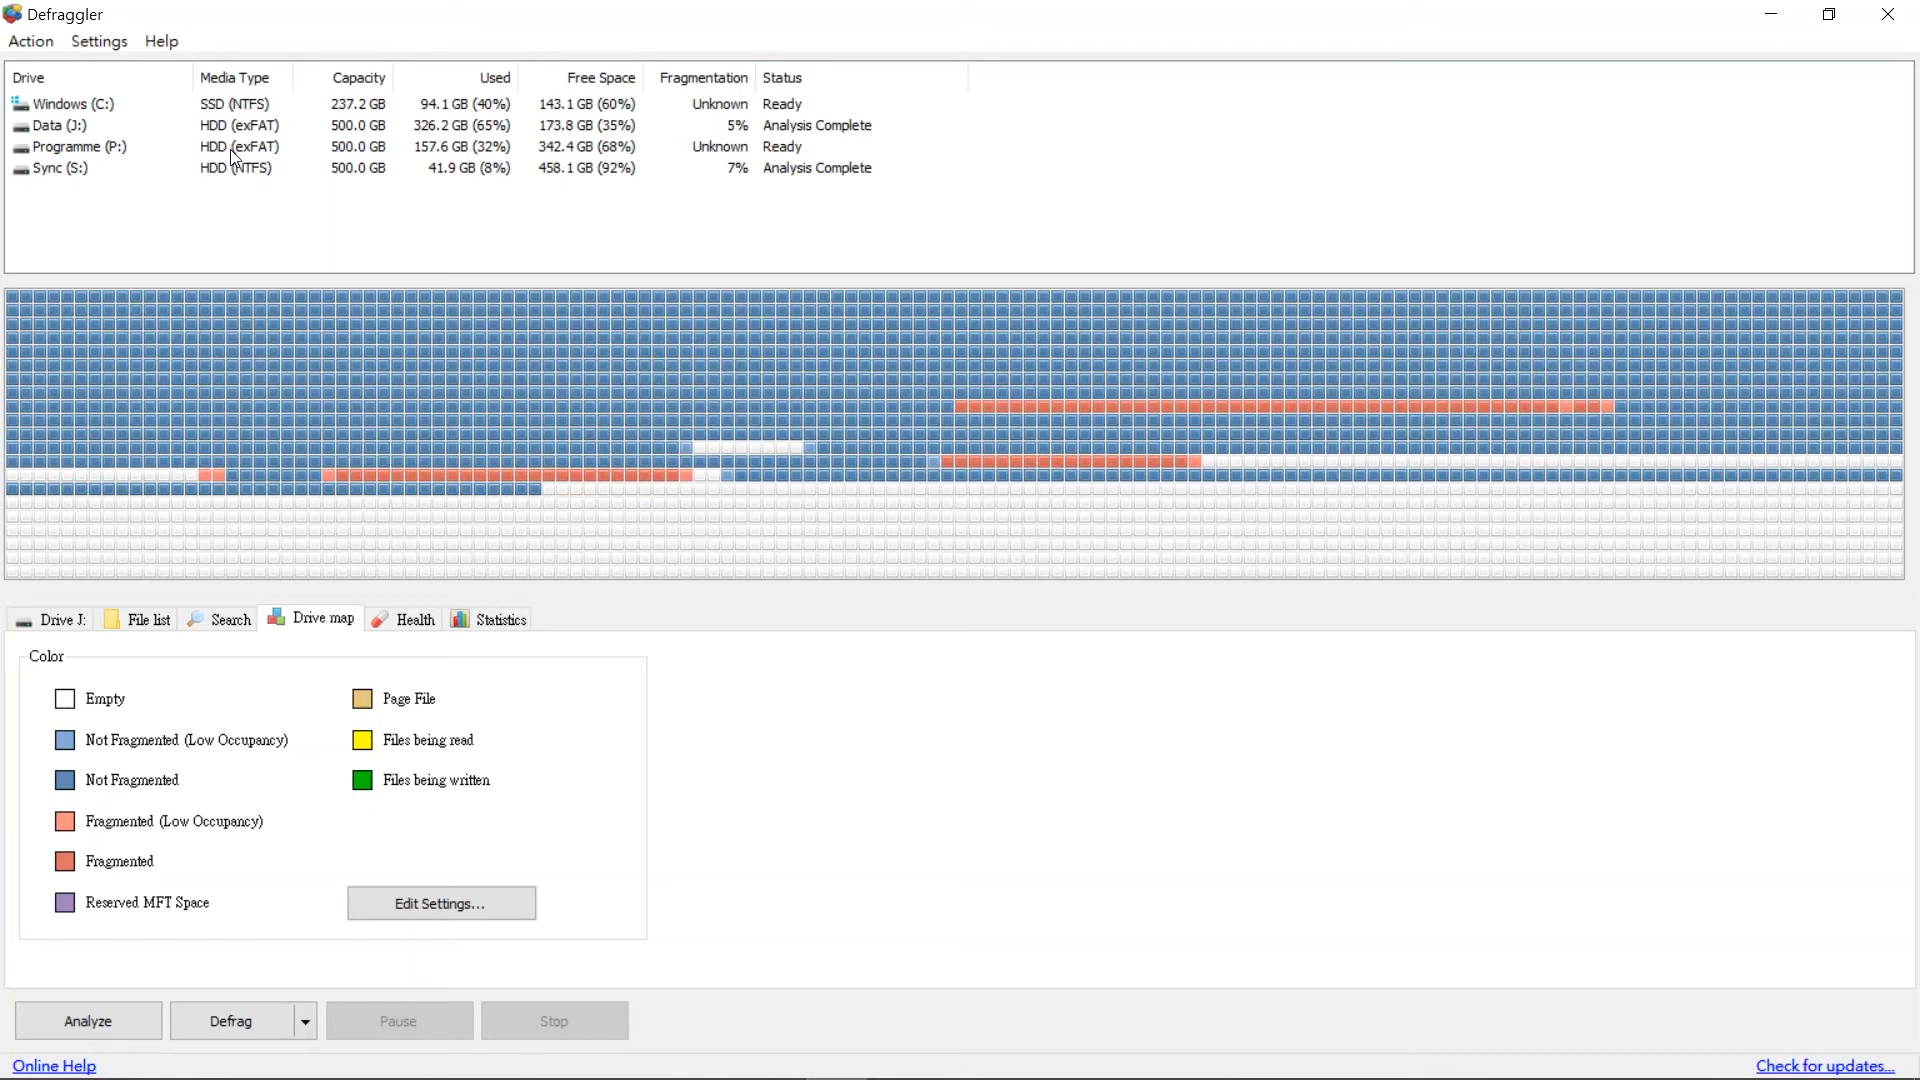 Defraggler
Action Settings Help
Drive Media Type Capacity Used Free Space Fragmentation Status
Windows (C:) SSD (NTFS) 237.2 GB 94.1 GB (40%) 143.1 GB (60%) Unknown Ready
Data (J:) HDD (exFAT) 500.0 GB 326.2 GB (65%) 173.8 GB (35%) 5% Analysis Complete
Programme (P:) HDD (exFAT) 500.0 GB 157.6 GB (32%) 342.4 GB (68%) Unknown Ready
Sync (S:) HDD (NTFS) 500.0 GB 41.9 GB (8%) 458.1 GB (92%) 7% Analysis Complete
Drive J: File list Search Drive map Health Statistics
Color
Empty Page File
Not Fragmented (Low Occupancy) Files being read
Not Fragmented Files being written
Fragmented (Low Occupancy)
Fragmented
Reserved MFT Space Edit Settings...
Analyze Defrag Pause Stop
Online Help Check for updates...